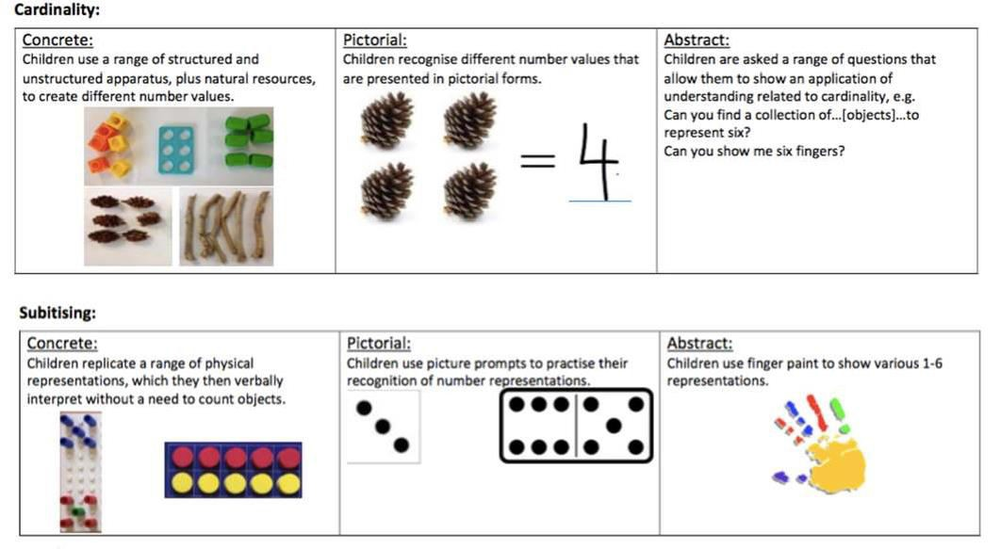 Cardinality:
Concrete:
Children use a range of structured and
unstructured apparatus, plus natural resources,
to create different number values.
Pictorial:
Children recognise different number values that
are presented in pictorial forms.
= 4
Abstract:
Children are asked a range of questions that
allow them to show an application of
understanding related to cardinality, e.g.
Can you find a collection of...[objects]...to
represent six?
Can you show me six fingers?
Subitising:
Concrete:
Children replicate a range of physical
representations, which they then verbally
interpret without a need to count objects.
Pictorial:
Children use picture prompts to practise their
recognition of number representations.
Abstract:
Children use finger paint to show various 1-6
representations.